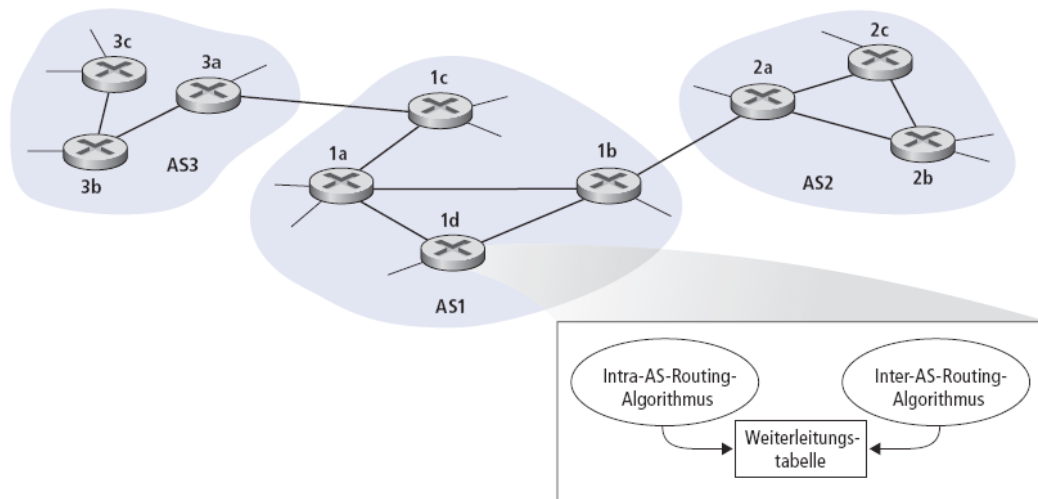 3c
3a
3b
AS3
1c
1a
1b
1d
AS1
2c
2a
2b
AS2
Intra-AS-Routing-
Algorithmus
Inter-AS-Routing-
Algorithmus
Weiterleitungs-
tabelle